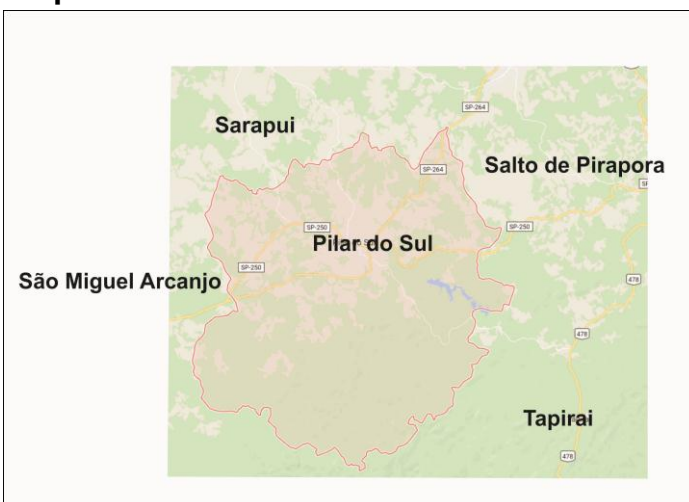 SP-264
Sarapui
Salto de Pirapora
SP-264
SP-250
SP-250
Pilar do Sul
SP-250
São Miguel Arcanjo
478
478
Tapirai
478